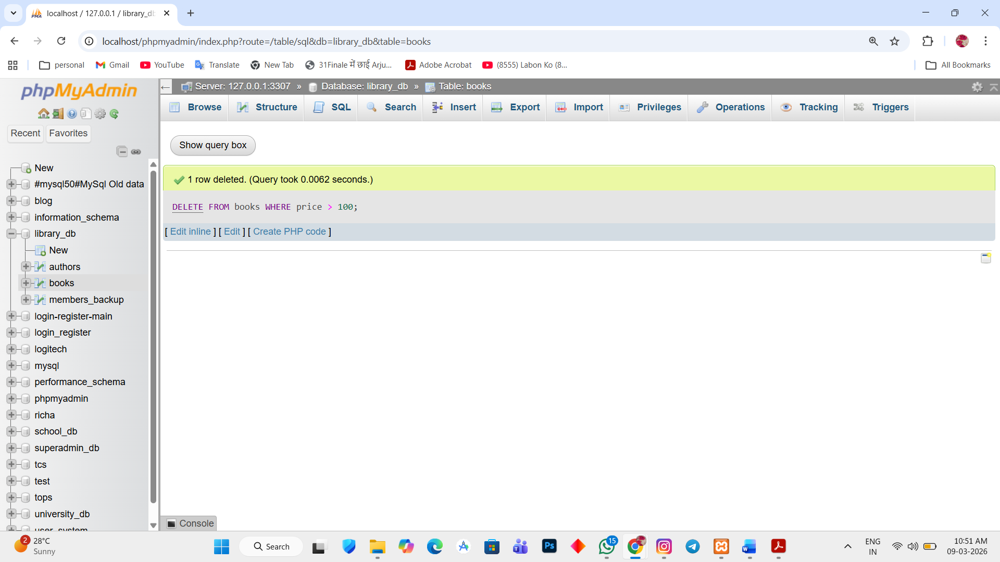 localhost / 127.0.0.1 / library_db
localhost/phpmyadmin/index.php?route=/table/sql&db=library_db&table=books
personal
Gmail
YouTube
Translate
New Tab
31Finale में छाई Arju...
Adobe Acrobat
(8555) Labon Ko (8...
All Bookmarks
phpMyAdmin
Recent
Favorites
New
#mysql50#MySql Old data
blog
information_schema
library_db
New
authors
books
members_backup
login-register-main
login_register
logitech
mysql
performance_schema
phpmyadmin
richa
school_db
superadmin_db
tcs
test
tops
university_db
user_system
Server: 127.0.0.1:3307 » Database: library_db » Table: books
Browse
Structure
SQL
Search
Insert
Export
Import
Privileges
Operations
Tracking
Triggers
Show query box
1 row deleted. (Query took 0.0062 seconds.)
DELETE FROM books WHERE price > 100;
[ Edit inline ] [ Edit ] [ Create PHP code ]
Console
2
28°C
Sunny
Search
15
ENG
IN
10:51 AM
09-03-2026